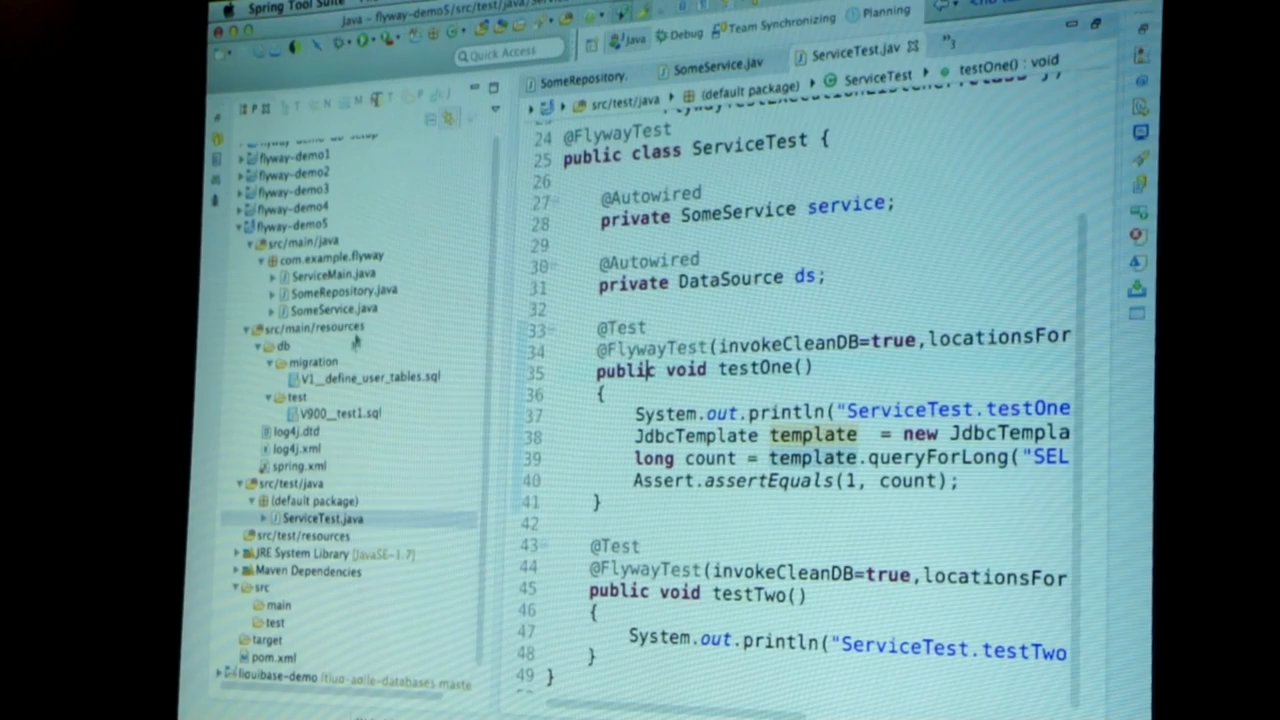 Spring Tool Suite
Java - flyway-demo5/src/test/java/
Quick Access
Java
Debug
Team Synchronizing
Planning
SomeRepository.
SomeService.jav
ServiceTest.jav
3
src/test/java
(default package)
ServiceTest
testOne() : void
flyway-demo1
flyway-demo2
flyway-demo3
flyway-demo4
flyway-demo5
src/main/java
com.example.flyway
ServiceMain.java
SomeRepository.java
SomeService.java
src/main/resources
db
migration
V1__define_user_tables.sql
test
V900__test1.sql
log4j.dtd
log4j.xml
spring.xml
src/test/java
(default package)
ServiceTest.java
src/test/resources
JRE System Library [JavaSE-1.7]
Maven Dependencies
src
main
test
target
pom.xml
liquibase-demo
24 @FlywayTest
25 public class ServiceTest {
26
27 @Autowired
28 private SomeService service;
29
30 @Autowired
31 private DataSource ds;
32
33 @Test
34 @FlywayTest(invokeCleanDB=true,locationsFor
35 public void testOne()
36 {
37 System.out.println("ServiceTest.testOne
38 JdbcTemplate template = new JdbcTempla
39 long count = template.queryForLong("SEL
40 Assert.assertEquals(1, count);
41 }
42
43 @Test
44 @FlywayTest(invokeCleanDB=true,locationsFor
45 public void testTwo()
46 {
47 System.out.println("ServiceTest.testTwo
48 }
49 }